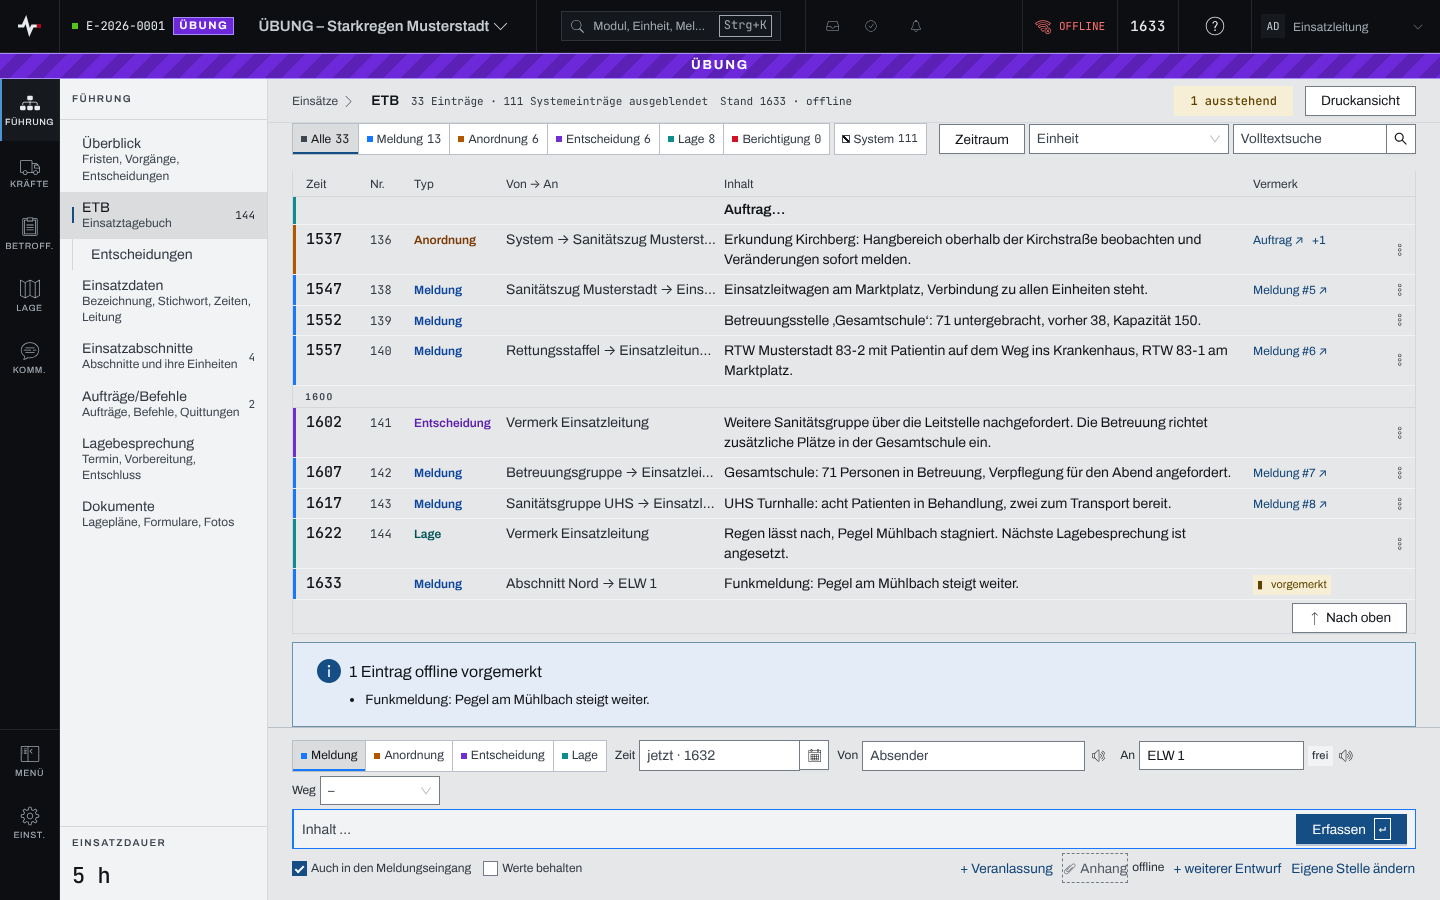 E-2026-0001 ÜBUNG ÜBUNG – Starkregen Musterstadt Modul, Einheit, Mel... Strg+K OFFLINE 1633 ? AD Einsatzleitung
ÜBUNG
FÜHRUNG
KRÄFTE
BETROFF.
LAGE
KOMM.
MENÜ
EINST.
FÜHRUNG
Überblick
Fristen, Vorgänge,
Entscheidungen
ETB
Einsatztagebuch
144
Entscheidungen
Einsatzdaten
Bezeichnung, Stichwort, Zeiten,
Leitung
Einsatzabschnitte
Abschnitte und ihre Einheiten
4
Aufträge/Befehle
Aufträge, Befehle, Quittungen
2
Lagebesprechung
Termin, Vorbereitung,
Entschluss
Dokumente
Lagepläne, Formulare, Fotos
EINSATZDAUER
5 h
Einsätze ETB 33 Einträge · 111 Systemeinträge ausgeblendet Stand 1633 · offline 1 ausstehend Druckansicht
Alle 33 Meldung 13 Anordnung 6 Entscheidung 6 Lage 8 Berichtigung 0 System 111 Zeitraum Einheit Volltextsuche
Zeit Nr. Typ Von → An Inhalt Vermerk
Auftrag…
1537 136 Anordnung System → Sanitätszug Musterst… Erkundung Kirchberg: Hangbereich oberhalb der Kirchstraße beobachten und Auftrag ↗ +1
Veränderungen sofort melden.
1547 138 Meldung Sanitätszug Musterstadt → Eins… Einsatzleitwagen am Marktplatz, Verbindung zu allen Einheiten steht. Meldung #5 ↗
1552 139 Meldung Betreuungsstelle ‚Gesamtschule‘: 71 untergebracht, vorher 38, Kapazität 150.
1557 140 Meldung Rettungsstaffel → Einsatzleitun… RTW Musterstadt 83-2 mit Patientin auf dem Weg ins Krankenhaus, RTW 83-1 am Meldung #6 ↗
Marktplatz.
1600
1602 141 Entscheidung Vermerk Einsatzleitung Weitere Sanitätsgruppe über die Leitstelle nachgefordert. Die Betreuung richtet
zusätzliche Plätze in der Gesamtschule ein.
1607 142 Meldung Betreuungsgruppe → Einsatzlei… Gesamtschule: 71 Personen in Betreuung, Verpflegung für den Abend angefordert. Meldung #7 ↗
1617 143 Meldung Sanitätsgruppe UHS → Einsatzl… UHS Turnhalle: acht Patienten in Behandlung, zwei zum Transport bereit. Meldung #8 ↗
1622 144 Lage Vermerk Einsatzleitung Regen lässt nach, Pegel Mühlbach stagniert. Nächste Lagebesprechung ist
angesetzt.
1633 Meldung Abschnitt Nord → ELW 1 Funkmeldung: Pegel am Mühlbach steigt weiter. vorgemerkt
↑ Nach oben
1 Eintrag offline vorgemerkt
• Funkmeldung: Pegel am Mühlbach steigt weiter.
Meldung Anordnung Entscheidung Lage Zeit jetzt · 1632 Von Absender An ELW 1 frei
Weg –
Inhalt ... Erfassen ↵
Auch in den Meldungseingang Werte behalten + Veranlassung Anhang offline + weiterer Entwurf Eigene Stelle ändern